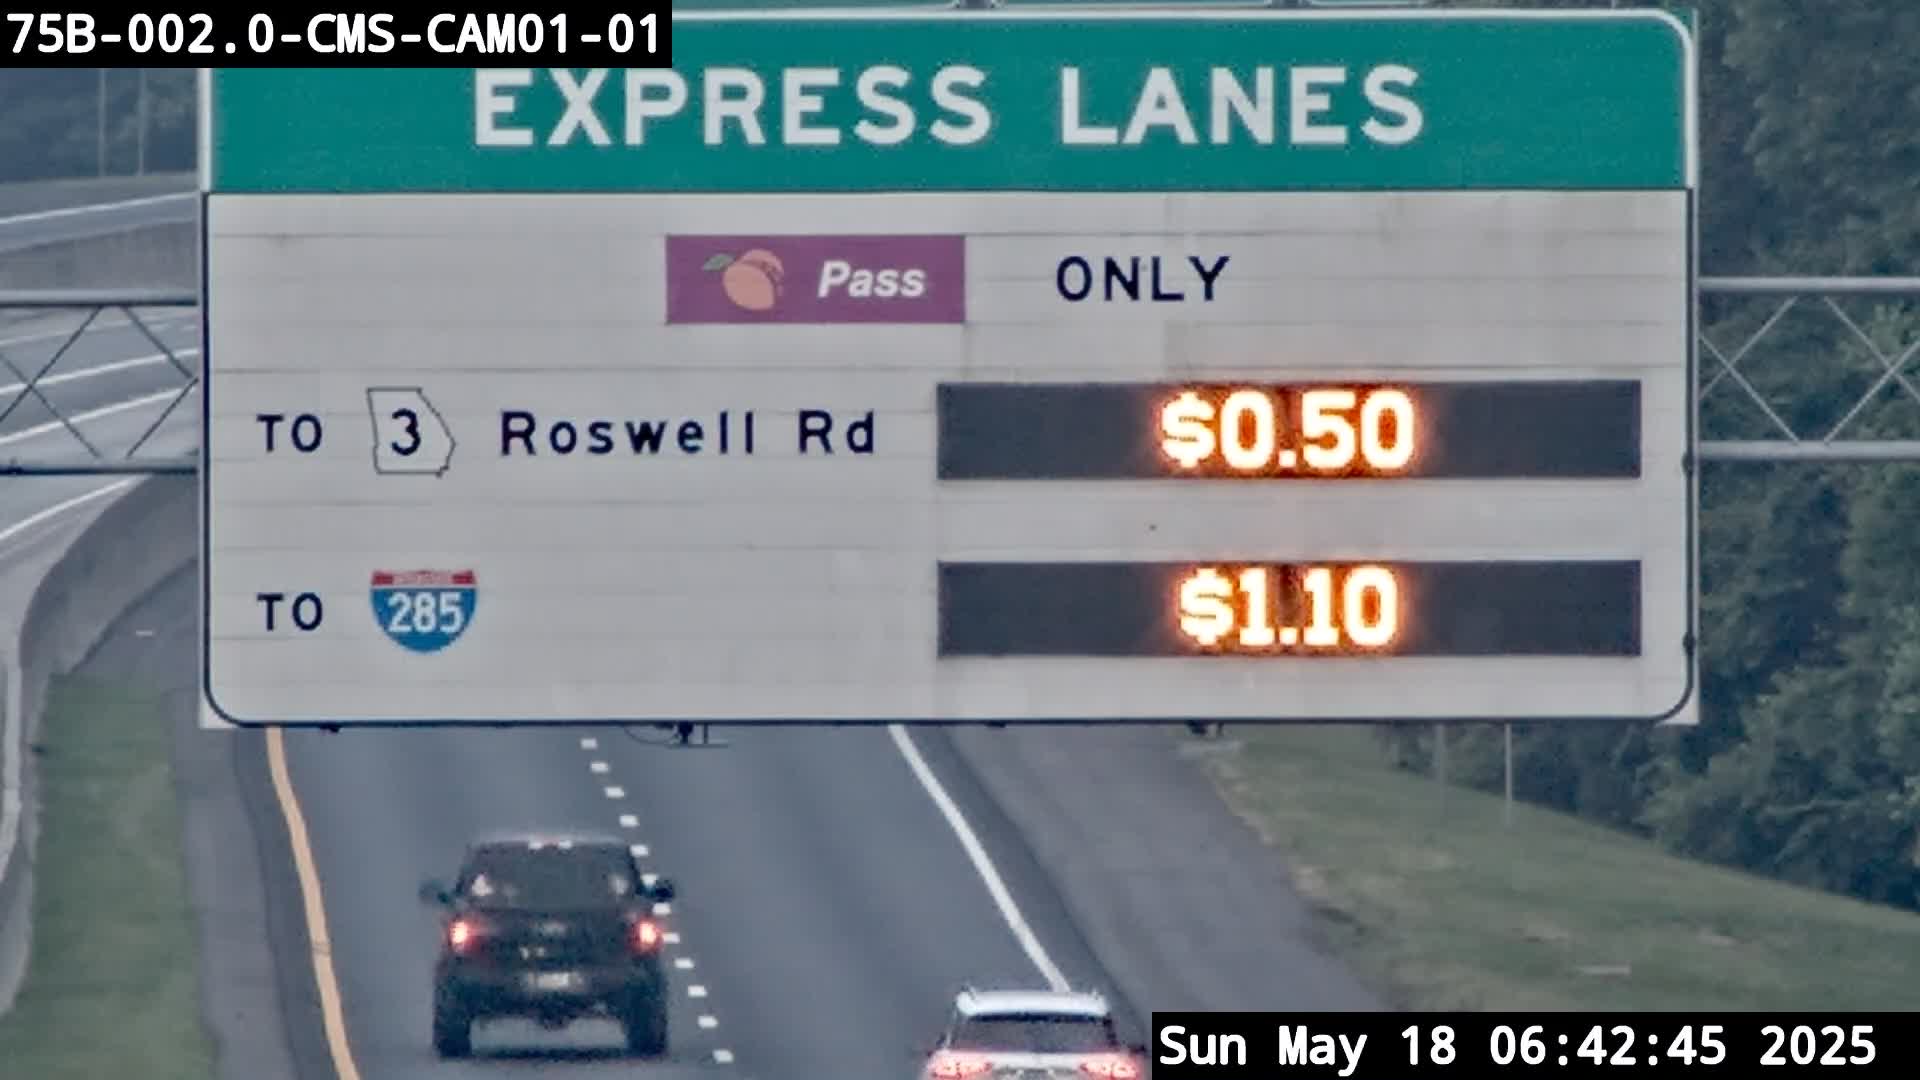 75B-002.0-CMS-CAM01-01
EXPRESS LANES
Pass ONLY
TO 3 Roswell Rd $0.50
TO 285 $1.10
Sun May 18 06:42:45 2025